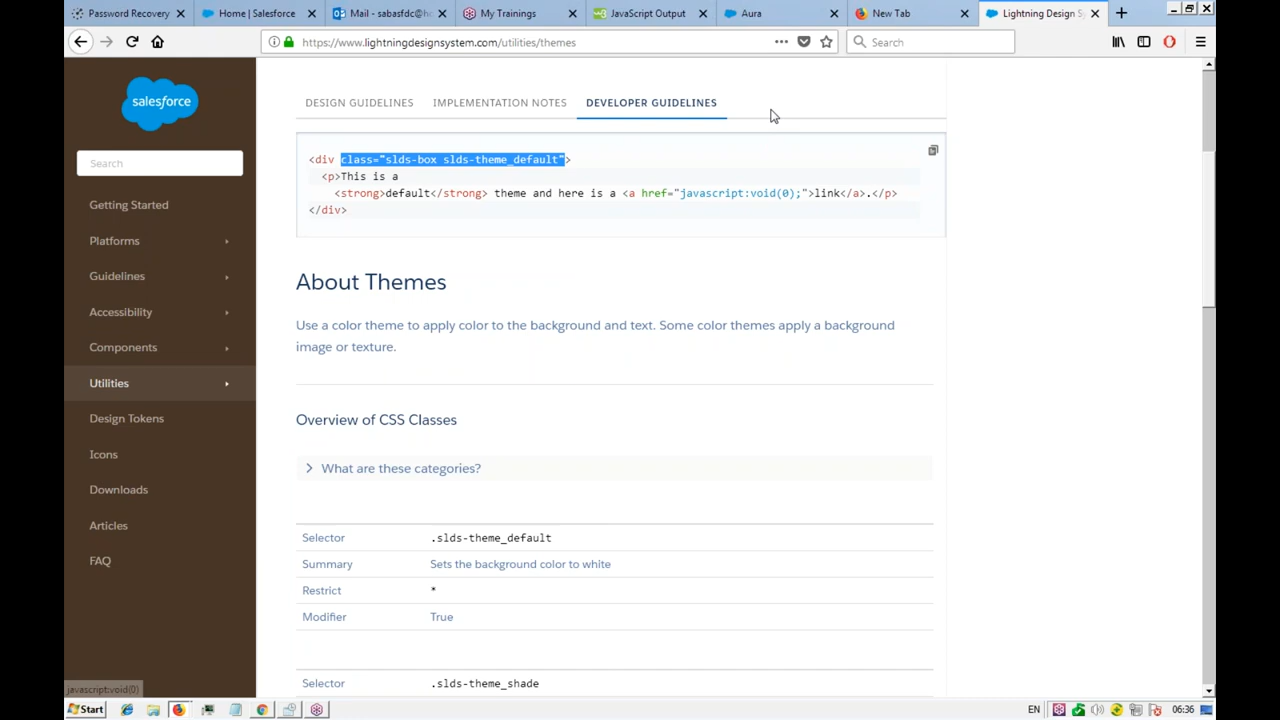 Password Recovery
Home | Salesforce
Mail - sabasfdc@h
My Trainings
JavaScript Output
Aura
New Tab
Lightning Design Sy
https://www.lightningdesignsystem.com/utilities/themes
Search
salesforce
Search
Getting Started
Platforms
Guidelines
Accessibility
Components
Utilities
Design Tokens
Icons
Downloads
Articles
FAQ
DESIGN GUIDELINES IMPLEMENTATION NOTES DEVELOPER GUIDELINES
<div class="slds-box slds-theme_default">
<p>This is a
<strong>default</strong> theme and here is a <a href="javascript:void(0);">link</a>.</p>
</div>
About Themes
Use a color theme to apply color to the background and text. Some color themes apply a background
image or texture.
Overview of CSS Classes
What are these categories?
Selector .slds-theme_default
Summary Sets the background color to white
Restrict *
Modifier True
Selector .slds-theme_shade
javascript:void(0)
Start
EN
06:36